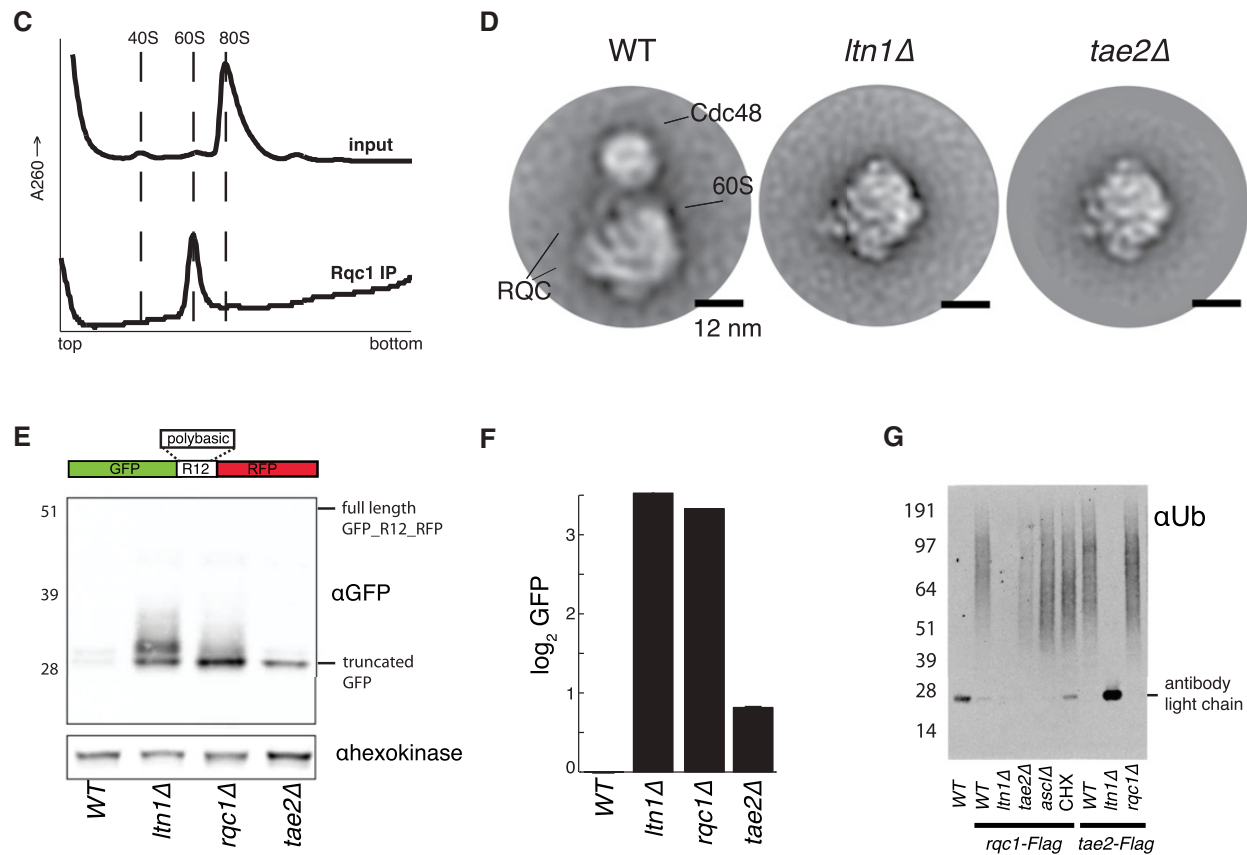 C
40S 60S 80S
A260 →
input
Rqc1 IP
top bottom
D
WT ltn1Δ tae2Δ
Cdc48
60S
RQC
12 nm
E
polybasic
GFP R12 RFP
51
39
28
full length
GFP_R12_RFP
αGFP
truncated
GFP
αhexokinase
WT ltn1Δ rqc1Δ tae2Δ
F
log2 GFP
3
2
1
0
WT ltn1Δ rqc1Δ tae2Δ
G
191
97
64
51
39
28
14
αUb
antibody
light chain
WT WT ltn1Δ tae2Δ asc1Δ CHX WT ltn1Δ rqc1Δ
rqc1-Flag tae2-Flag